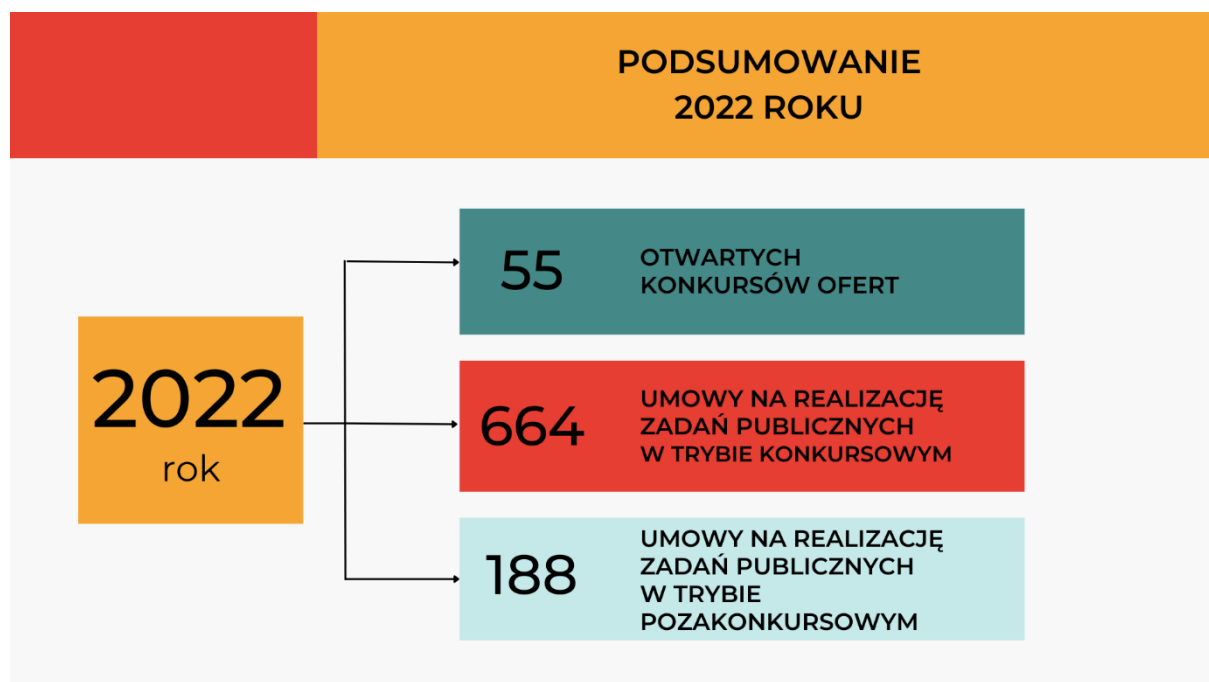 PODSUMOWANIE
2022 ROKU
2022
rok
55
OTWARTYCH
KONKURSÓW OFERT
664
UMOWY NA REALIZACJĘ
ZADAŃ PUBLICZNYCH
W TRYBIE KONKURSOWYM
188
UMOWY NA REALIZACJĘ
ZADAŃ PUBLICZNYCH
W TRYBIE
POZAKONKURSOWYM